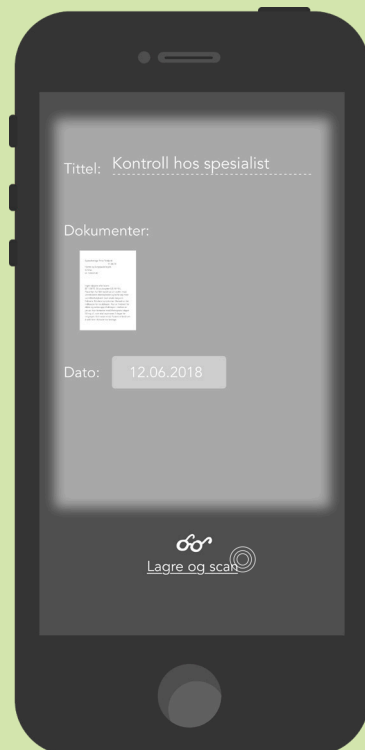 Tittel: Kontroll hos spesialist
Dokumenter:
Dato: 12.06.2018
Lagre og scan